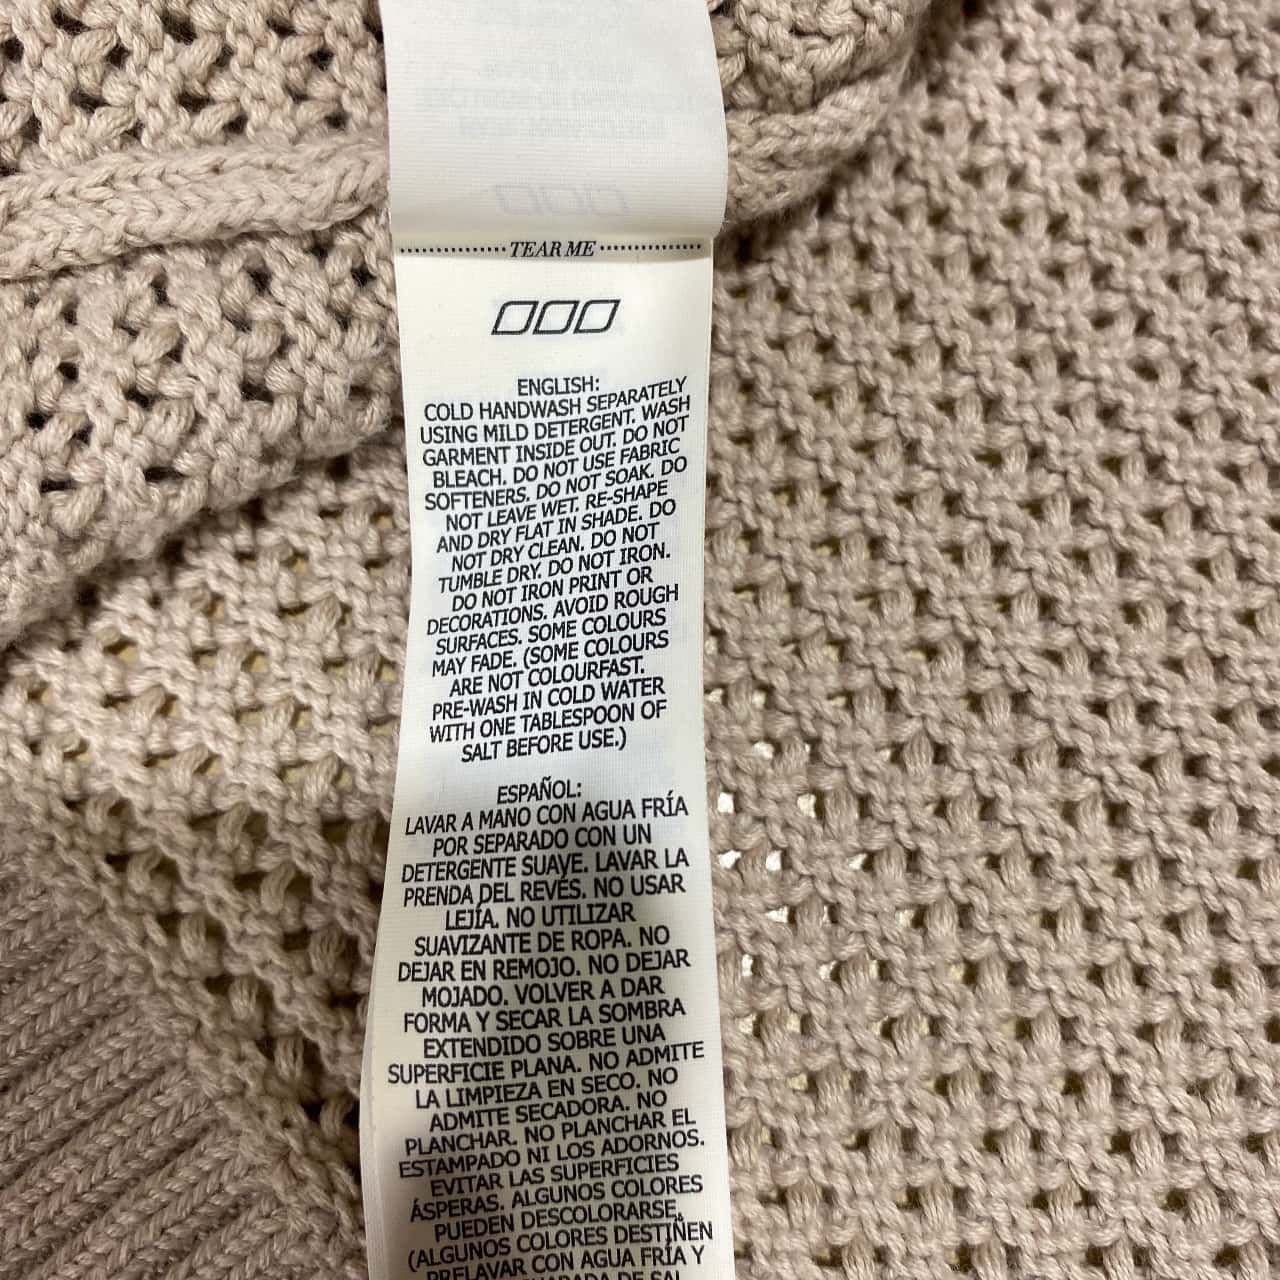 TEAR ME
ENGLISH:
COLD HANDWASH SEPARATELY
USING MILD DETERGENT. WASH
GARMENT INSIDE OUT. DO NOT
BLEACH. DO NOT USE FABRIC
SOFTENERS. DO NOT SOAK. DO
NOT LEAVE WET. RE-SHAPE
AND DRY FLAT IN SHADE. DO
NOT DRY CLEAN. DO NOT
TUMBLE DRY. DO NOT IRON.
DO NOT IRON PRINT OR
DECORATIONS. AVOID ROUGH
SURFACES. SOME COLOURS
MAY FADE. (SOME COLOURS
ARE NOT COLOURFAST.
PRE-WASH IN COLD WATER
WITH ONE TABLESPOON OF
SALT BEFORE USE.)
ESPAÑOL:
LAVAR A MANO CON AGUA FRÍA
POR SEPARADO CON UN
DETERGENTE SUAVE. LAVAR LA
PRENDA DEL REVÉS. NO USAR
LEJÍA. NO UTILIZAR
SUAVIZANTE DE ROPA. NO
DEJAR EN REMOJO. NO DEJAR
MOJADO. VOLVER A DAR
FORMA Y SECAR LA SOMBRA
EXTENDIDO SOBRE UNA
SUPERFICIE PLANA. NO ADMITE
LA LIMPIEZA EN SECO. NO
ADMITE SECADORA. NO
PLANCHAR. NO PLANCHAR EL
ESTAMPADO NI LOS ADORNOS.
EVITAR LAS SUPERFICIES
ÁSPERAS. ALGUNOS COLORES
PUEDEN DESCOLORARSE.
(ALGUNOS COLORES DESTIÑEN
PRELAVAR CON AGUA FRÍA Y
DE SAL